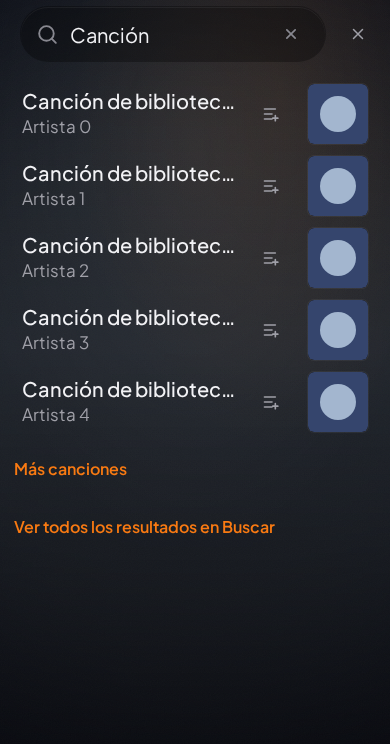 Canción
Canción de bibliotec...
Artista 0
Canción de bibliotec...
Artista 1
Canción de bibliotec...
Artista 2
Canción de bibliotec...
Artista 3
Canción de bibliotec...
Artista 4
Más canciones
Ver todos los resultados en Buscar